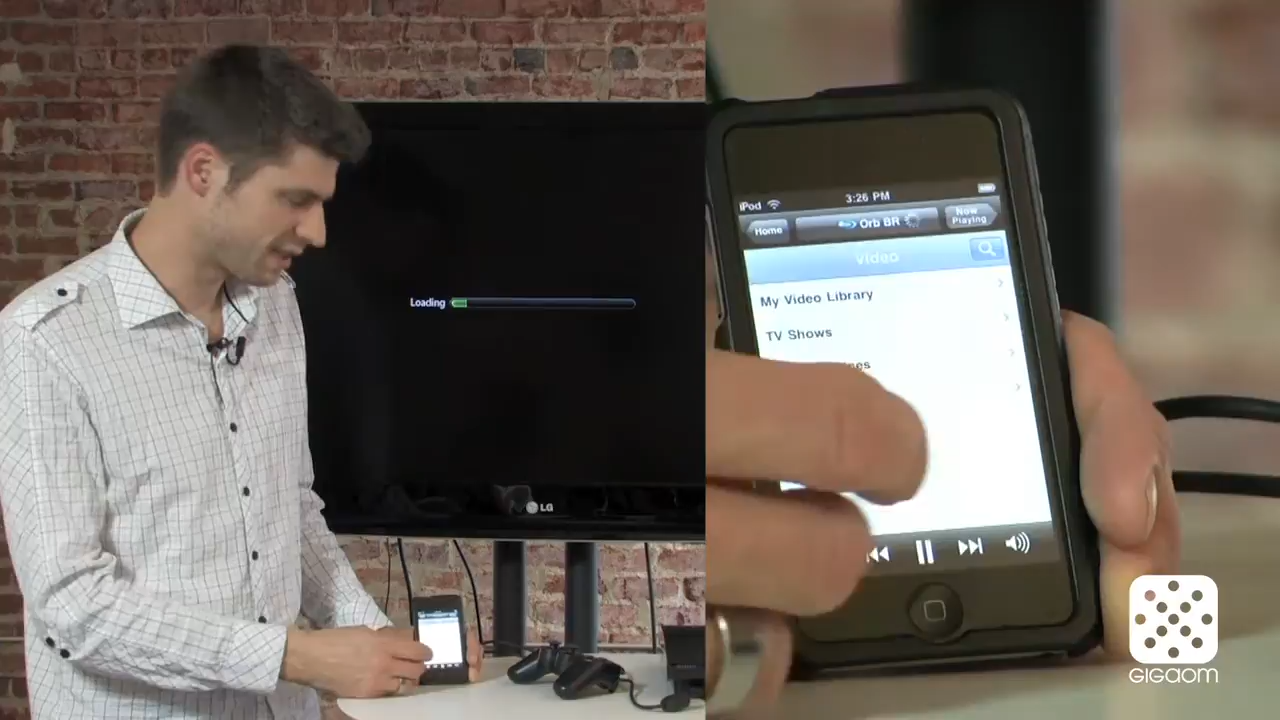 Loading
LG
iPod
3:26 PM
Home
Orb BR
Now
Playing
Video
My Video Library
TV Shows
GIGAOM